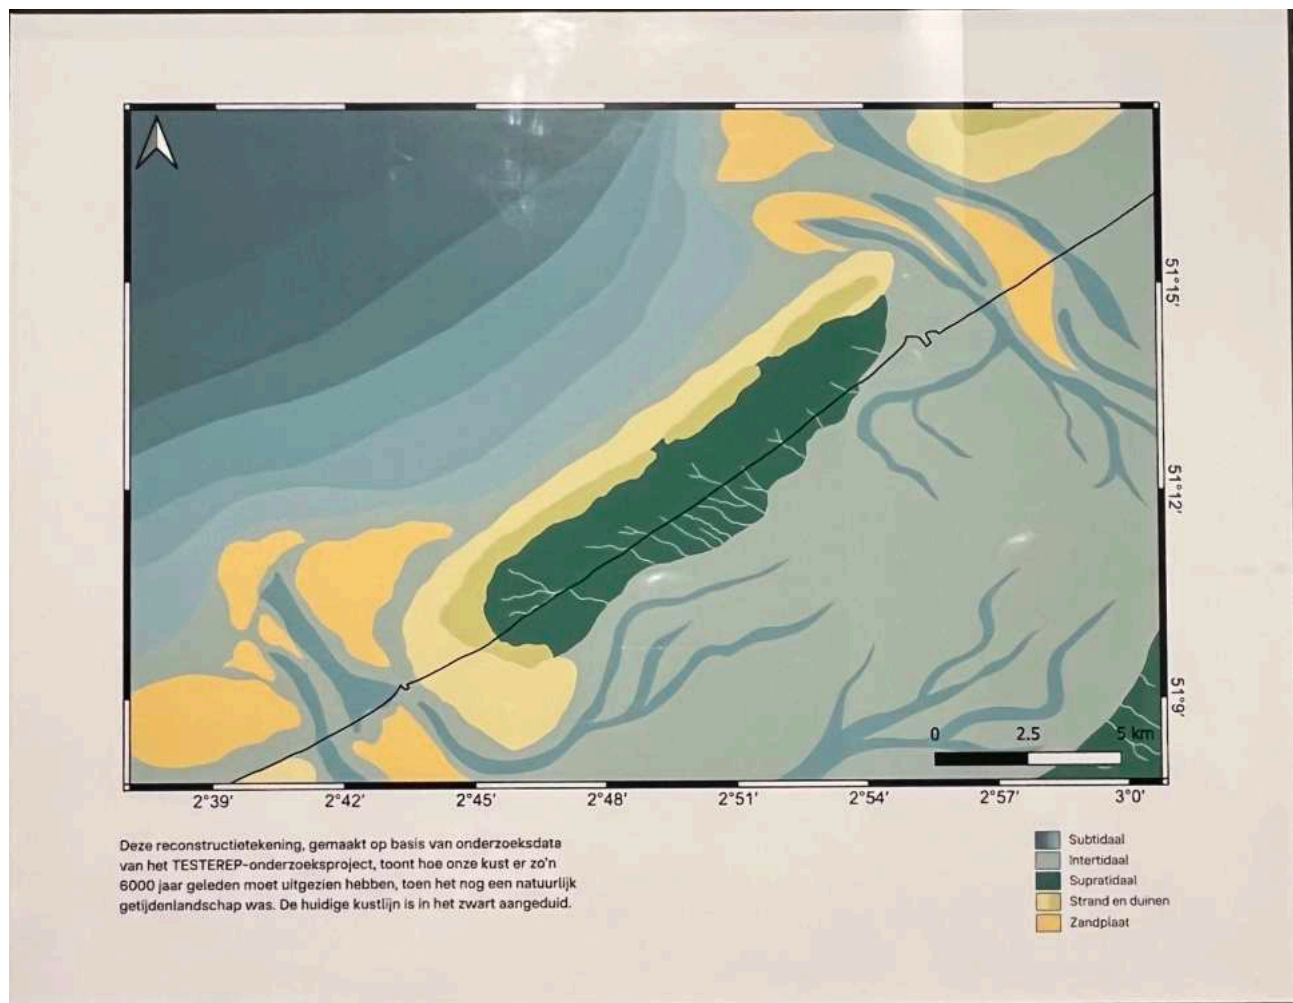 51°15'
51°12'
51°9'
0 2.5 5 km
2°39' 2°42' 2°45' 2°48' 2°51' 2°54' 2°57' 3°0'
Deze reconstructietekening, gemaakt op basis van onderzoeksdata
van het TESTEREP-onderzoeksproject, toont hoe onze kust er zo'n
6000 jaar geleden moet uitgezien hebben, toen het nog een natuurlijk
getijdenlandschap was. De huidige kustlijn is in het zwart aangeduid.
Subtidaal
Intertidaal
Supratidaal
Strand en duinen
Zandplaat